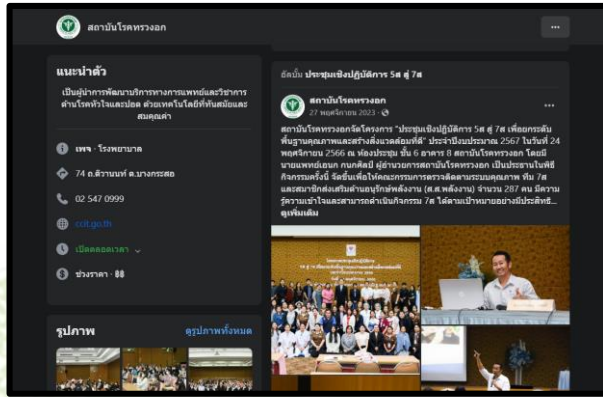 สถาบันโรคทรวงอก
แนะนำตัว
เป็นผู้นำการพัฒนาบริการทางการแพทย์และวิชาการ
ด้านโรคหัวใจและปอด ด้วยเทคโนโลยีที่ทันสมัยและ
สมคุณค่า
เพจ · โรงพยาบาล
74 ถ.ติวานนท์ ต.บางกระสอ
02 547 0999
ccit.go.th
เปิดตลอดเวลา
ช่วงราคา · ฿฿
รูปภาพ
ดูรูปภาพทั้งหมด
อัลบั้ม ประชุมเชิงปฏิบัติการ 5ส สู่ 7ส
สถาบันโรคทรวงอก
27 พฤศจิกายน 2023 ·
สถาบันโรคทรวงอกจัดโครงการ "ประชุมเชิงปฏิบัติการ 5ส สู่ 7ส เพื่อยกระดับ
พื้นฐานคุณภาพและสร้างสิ่งแวดล้อมที่ดี" ประจำปีงบประมาณ 2567 ในวันที่ 24
พฤศจิกายน 2566 ณ ห้องประชุม ชั้น 6 อาคาร 8 สถาบันโรคทรวงอก โดยมี
นายแพทย์เอนก กนกศิลป์ ผู้อำนวยการสถาบันโรคทรวงอก เป็นประธานในพิธี
กิจกรรมครั้งนี้ จัดขึ้นเพื่อให้คณะกรรมการตรวจติดตามระบบคุณภาพ ทีม 7ส
และสมาชิกส่งเสริมด้านอนุรักษ์พลังงาน (ส.ส.พลังงาน) จำนวน 287 คน มีความ
รู้ความเข้าใจและสามารถดำเนินกิจกรรม 7ส ได้ตามเป้าหมายอย่างมีประสิทธิ...
ดูเพิ่มเติม